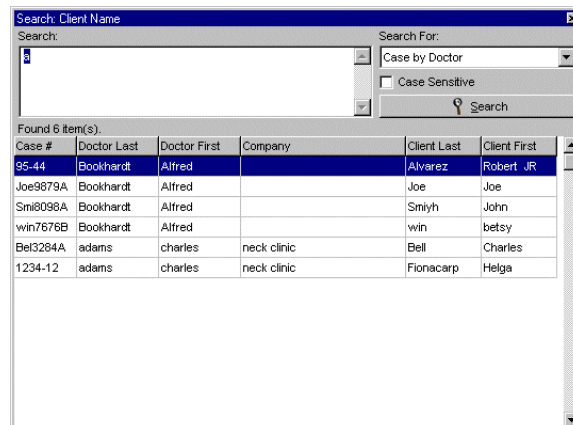 Search: Client Name
Search: Search For:
a Case by Doctor
Case Sensitive
Search
Found 6 item(s).
Case # Doctor Last Doctor First Company Client Last Client First
95-44 Bookhardt Alfred Alvarez Robert JR
Joe9879A Bookhardt Alfred Joe Joe
Smi8098A Bookhardt Alfred Smiyh John
win7676B Bookhardt Alfred win betsy
Bel3284A adams charles neck clinic Bell Charles
1234-12 adams charles neck clinic Fionacarp Helga